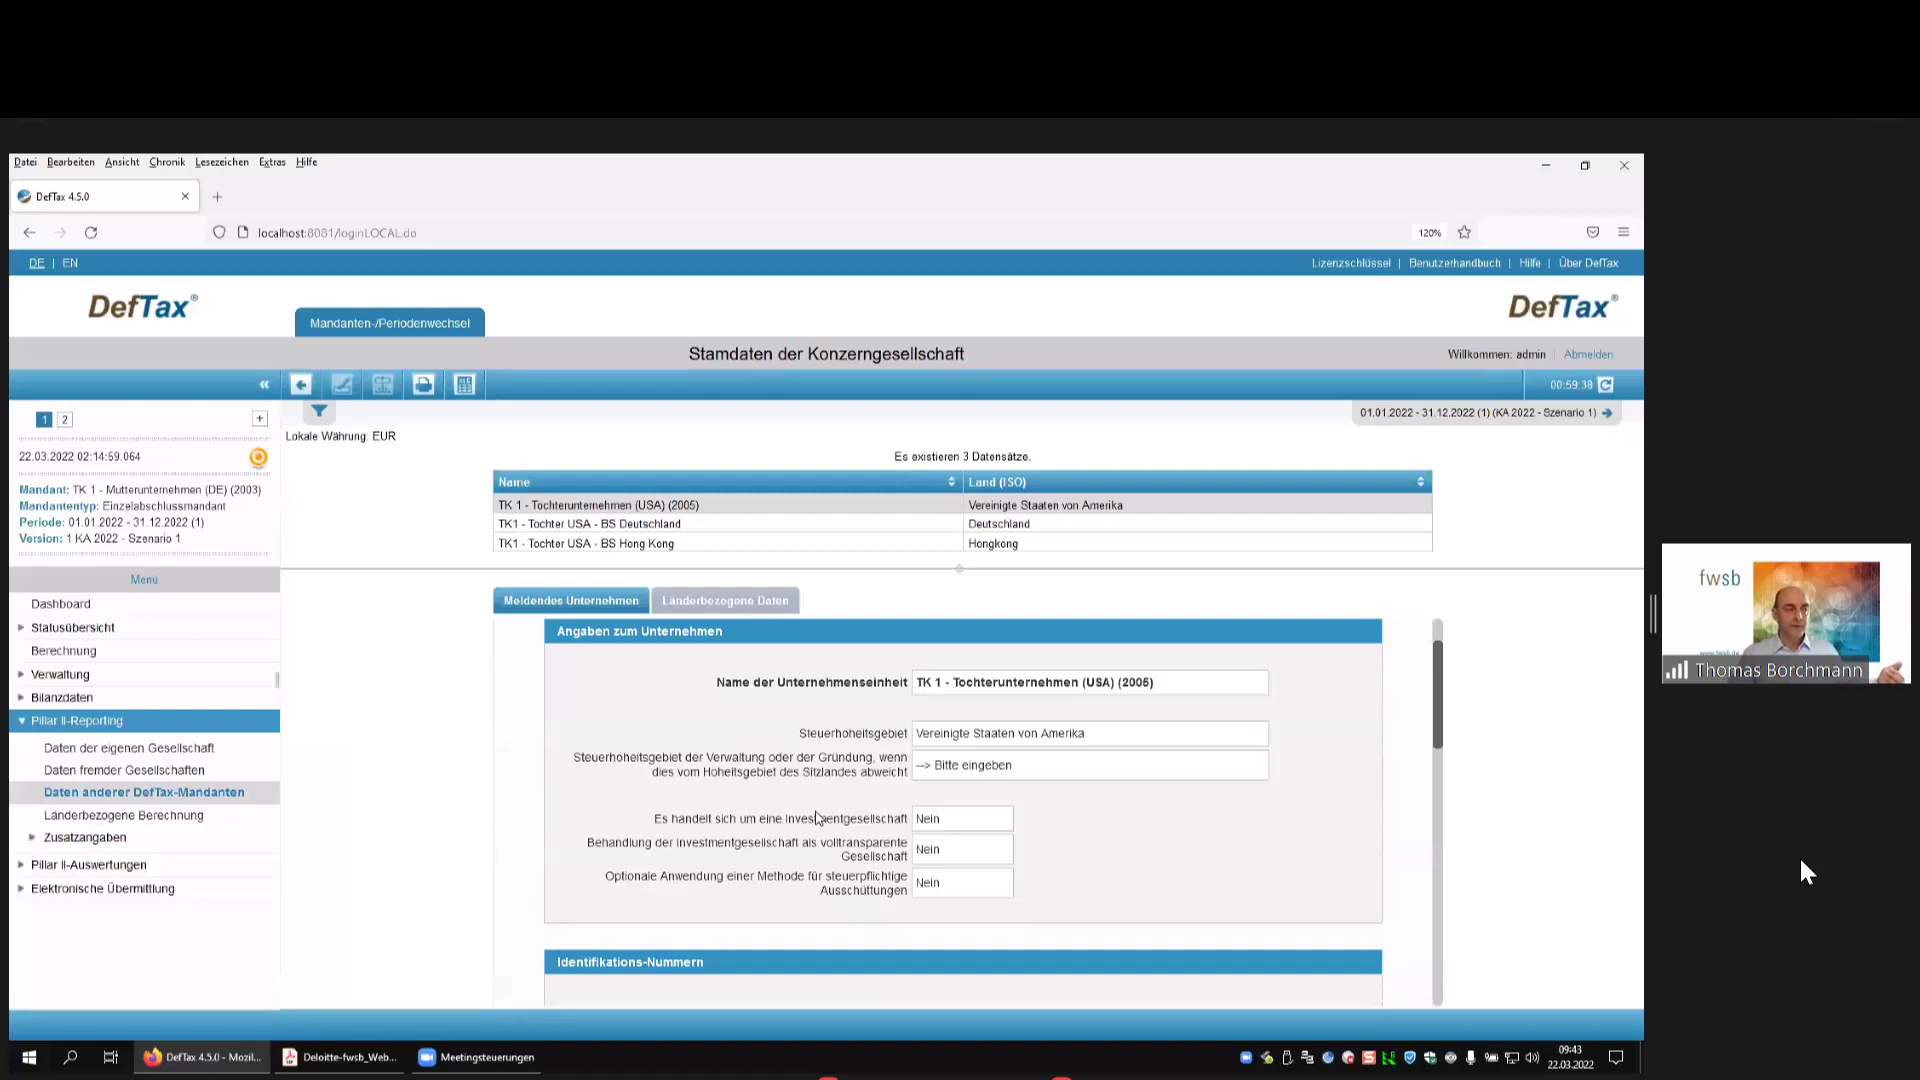 Datei Bearbeiten Ansicht Chronik Lesezeichen Extras Hilfe
DefTax 4.5.0
localhost:8081/loginLOCAL.do
120%
DE | EN
Lizenzschlüssel | Benutzerhandbuch | Hilfe | Über DefTax
DefTax®
Mandanten-/Periodenwechsel
DefTax®
Stamdaten der Konzerngesellschaft
Willkommen: admin | Abmelden
00:59:38
1 2
01.01.2022 - 31.12.2022 (1) (KA 2022 - Szenario 1)
Lokale Währung: EUR
22.03.2022 02:14:59.064
Es existieren 3 Datensätze.
Mandant: TK 1 - Mutterunternehmen (DE) (2003)
Mandantentyp: Einzelabschlussmandant
Periode: 01.01.2022 - 31.12.2022 (1)
Version: 1 KA 2022 - Szenario 1
Name Land (ISO)
TK 1 - Tochterunternehmen (USA) (2005) Vereinigte Staaten von Amerika
TK1 - Tochter USA - BS Deutschland Deutschland
TK1 - Tochter USA - BS Hong Kong Hongkong
Menü
Dashboard
Statusübersicht
Berechnung
Verwaltung
Bilanzdaten
Pillar II-Reporting
Daten der eigenen Gesellschaft
Daten fremder Gesellschaften
Daten anderer DefTax-Mandanten
Länderbezogene Berechnung
Zusatzangaben
Pillar II-Auswertungen
Elektronische Übermittlung
Meldendes Unternehmen Länderbezogene Daten
Angaben zum Unternehmen
Name der Unternehmenseinheit TK 1 - Tochterunternehmen (USA) (2005)
Steuerhoheitsgebiet Vereinigte Staaten von Amerika
Steuerhoheitsgebiet der Verwaltung oder der Gründung, wenn
dies vom Hoheitsgebiet des Sitzlandes abweicht --> Bitte eingeben
Es handelt sich um eine Investmentgesellschaft Nein
Behandlung der Investmentgesellschaft als volltransparente
Gesellschaft Nein
Optionale Anwendung einer Methode für steuerpflichtige
Ausschüttungen Nein
Identifikations-Nummern
fwsb
Thomas Borchmann
DefTax 4.5.0 - Mozil...
Deloitte-fwsb_Web...
Meetingsteuerungen
09:43
22.03.2022